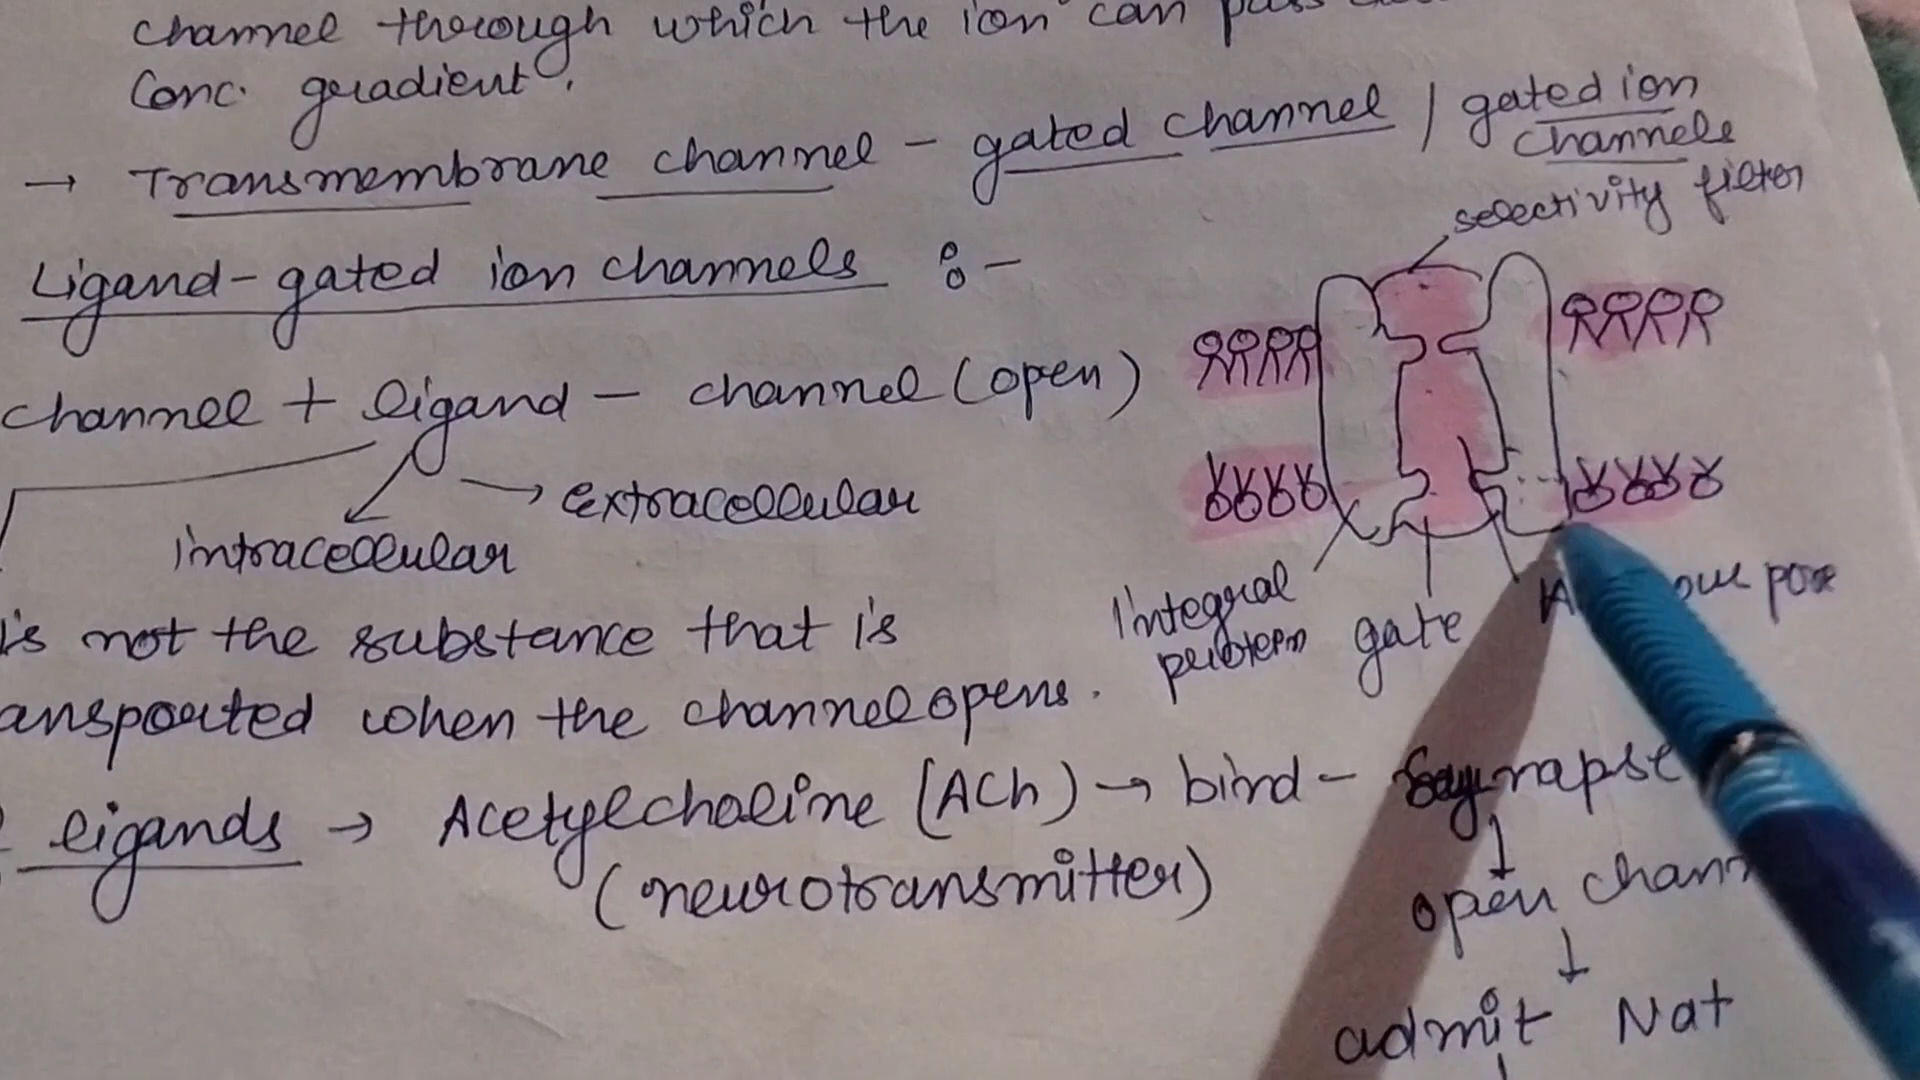 channel through which the ion can pass
Conc. gradient.
→ Transmembrane channel - gated channel / gated ion
channels
selectivity filter
Ligand-gated ion channels :-
channel + ligand - channel (open)
→ extracellular
intracellular
Integral
protein
gate
pore
is not the substance that is
ansported when the channel opens.
ligands → Acetylcholine (ACh) → bind - synapse
(neurotransmitter)
↓
open chann
↓
admit Na+